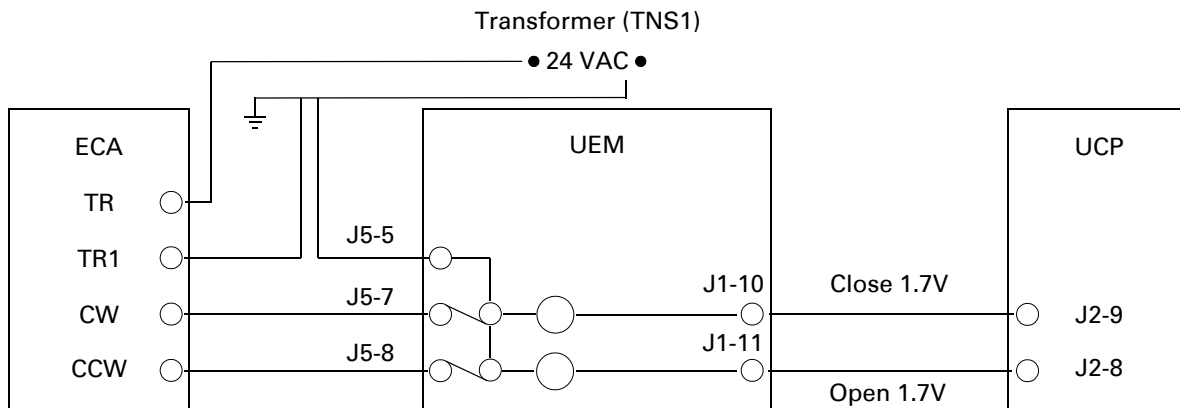 Transformer (TNS1)
• 24 VAC •
ECA
UEM
UCP
TR
TR1
J5-5
CW
J5-7
J1-10
Close 1.7V
J2-9
CCW
J5-8
J1-11
Open 1.7V
J2-8